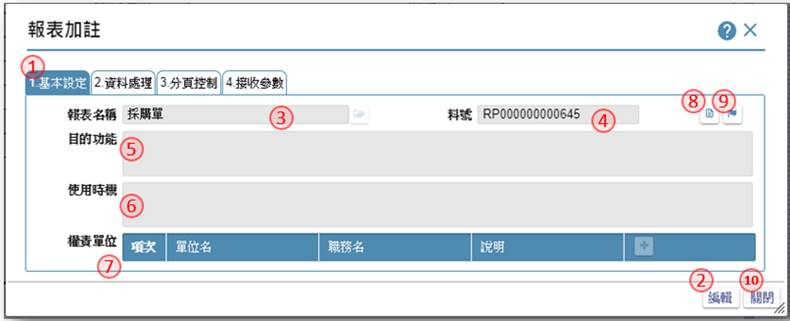 報表加註
?
1
1.基本設定 2.資料處理 3.分頁控制 4.接收參數
報表名稱 採購單 3 料號 RP000000000645 4 8 9
目的功能 5
使用時機 6
權責單位 7 項次 單位名 職務名 說明 +
2 編輯 10 關閉